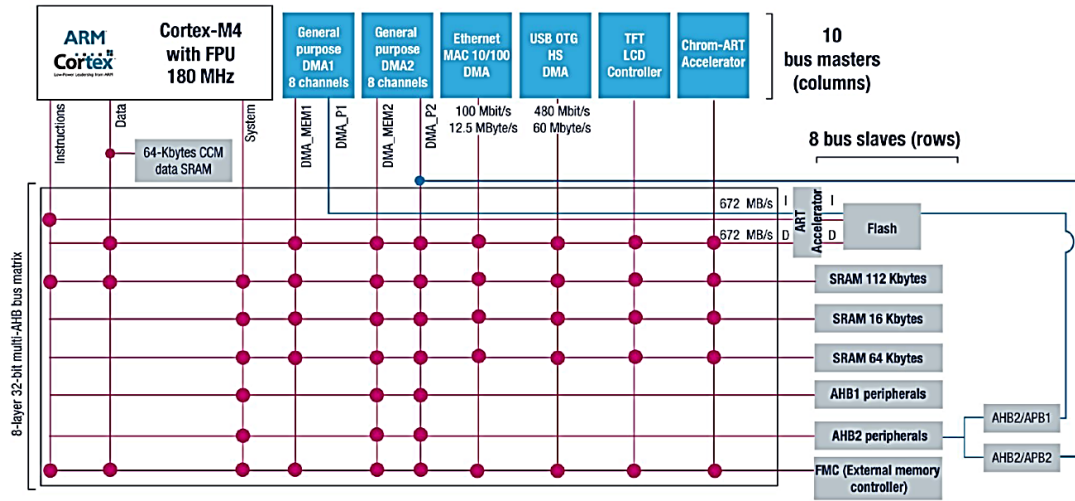 ARM
Cortex
Low-Power Leadership from ARM
Cortex-M4
with FPU
180 MHz
General
purpose
DMA1
8 channels
General
purpose
DMA2
8 channels
Ethernet
MAC 10/100
DMA
USB OTG
HS
DMA
TFT
LCD
Controller
Chrom-ART
Accelerator
10
bus masters
(columns)
Instructions
Data
System
DMA_MEM1
DMA_P1
DMA_MEM2
DMA_P2
100 Mbit/s
12.5 MByte/s
480 Mbit/s
60 Mbyte/s
64-Kbytes CCM
data SRAM
8 bus slaves (rows)
8-layer 32-bit multi-AHB bus matrix
672 MB/s
I
I
672 MB/s
D
D
ART
Accelerator
Flash
SRAM 112 Kbytes
SRAM 16 Kbytes
SRAM 64 Kbytes
AHB1 peripherals
AHB2 peripherals
FMC (External memory
controller)
AHB2/APB1
AHB2/APB2